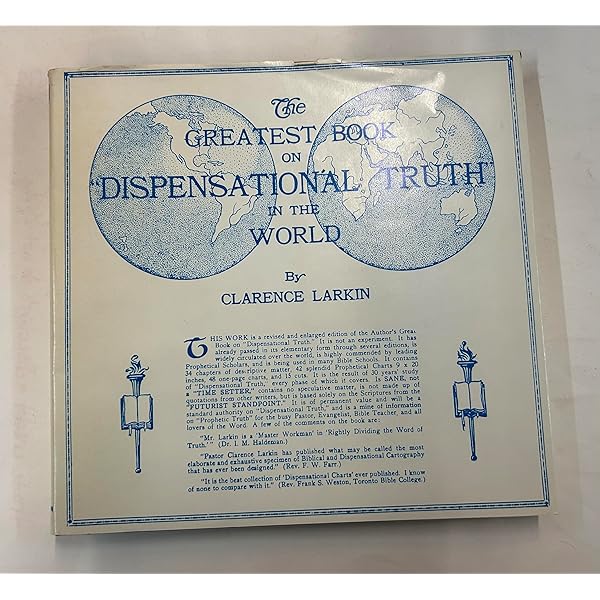 The
GREATEST BOOK
ON
"DISPENSATIONAL TRUTH"
IN THE
WORLD
By
CLARENCE LARKIN
THIS WORK is a revised and enlarged edition of the Author's Great
Book on "Dispensational Truth." It is not an experiment. It has
already passed in its elementary form through several editions, is
widely circulated over the world, is highly commended by leading
Prophetical Scholars, and is being used in many Bible Schools. It contains
34 chapters of descriptive matter, 42 splendid Prophetical Charts 9 x 20
inches, 48 one-page charts, and 15 cuts. It is the result of 30 years' study
of "Dispensational Truth," every phase of which it covers. Is SANE, not
a "TIME SETTER," contains no speculative matter, is not made up of
quotations from other writers, but is based solely on the Scriptures from the
"FUTURIST STANDPOINT." It is of permanent value and will be a
standard authority on "Dispensational Truth," and is a mine of information
on "Prophetic Truth" for the busy Pastor, Evangelist, Bible Teacher, and all
lovers of the Word. A few of the comments on the book are:
"Mr. Larkin is a 'Master Workman' in 'Rightly Dividing the Word of
Truth.'" (Dr. I. M. Haldeman.)
"Pastor Clarence Larkin has published what may be called the most
elaborate and exhaustive specimen of Biblical and Dispensational Cartography
that has ever been designed." (Rev. F. W. Farr.)
"It is the best collection of 'Dispensational Charts' ever published. I know
of none to compare with it." (Rev. Frank S. Weston, Toronto Bible College.)